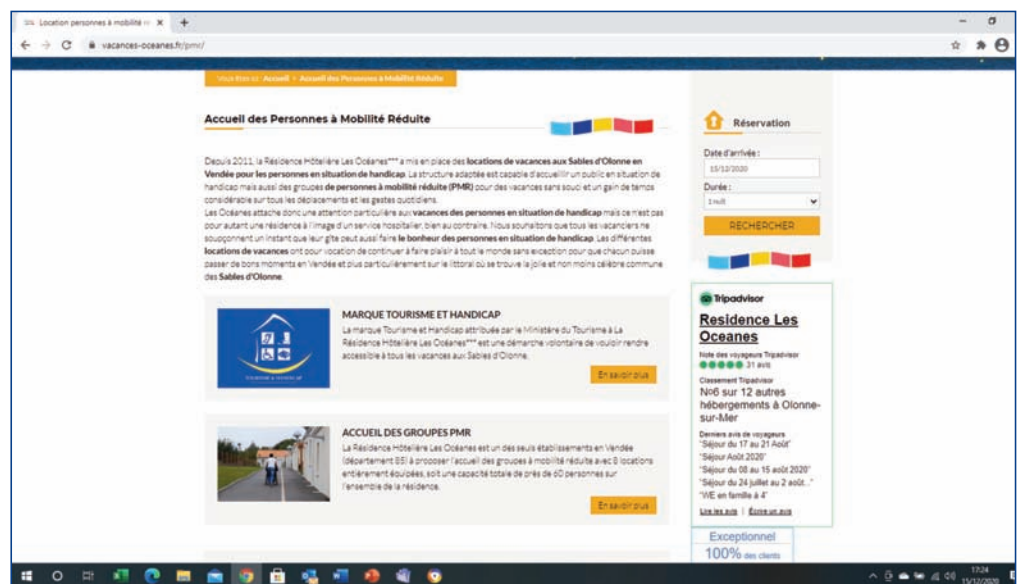 Location personnes à mobilité r
vacances-oceanes.fr/pmr/
Vous êtes ici : Accueil > Accueil des Personnes à Mobilité Réduite
Accueil des Personnes à Mobilité Réduite
Depuis 2011, la Résidence Hôtelière Les Océanes*** a mis en place des locations de vacances aux Sables d'Olonne en
Vendée pour les personnes en situation de handicap. La structure adaptée est capable d'accueillir un public en situation de
handicap mais aussi des groupes de personnes à mobilité réduite (PMR) pour des vacances sans souci et un gain de temps
considérable sur tous les déplacements et les gestes quotidiens.
Les Océanes attache donc une attention particulière aux vacances des personnes en situation de handicap mais ce n'est pas
pour autant une résidence à l'image d'un service hospitalier, bien au contraire. Nous souhaitons que tous les vacanciers ne
soupçonnent un instant que leur gîte peut aussi faire le bonheur des personnes en situation de handicap. Les différentes
locations de vacances ont pour vocation de continuer à faire plaisir à tout le monde sans exception pour que chacun puisse
passer de bons moments en Vendée et plus particulièrement sur le littoral où se trouve la jolie et non moins célèbre commune
des Sables d'Olonne.
TOURISME & HANDICAP
MARQUE TOURISME ET HANDICAP
La marque Tourisme et Handicap attribuée par le Ministère du Tourisme à La
Résidence Hôtelière Les Océanes*** est une démarche volontaire de vouloir rendre
accessible à tous les vacances aux Sables d'Olonne.
En savoir plus
ACCUEIL DES GROUPES PMR
La Résidence Hôtelière Les Océanes est un des seuls établissements en Vendée
(département 85) à proposer l'accueil des groupes à mobilité réduite avec 8 locations
entièrement équipées, soit une capacité totale de près de 60 personnes sur
l'ensemble de la résidence.
En savoir plus
Réservation
Date d'arrivée :
15/12/2020
Durée :
1 nuit
RECHERCHER
Tripadvisor
Residence Les
Oceanes
Note des voyageurs Tripadvisor
31 avis
Classement Tripadvisor
No6 sur 12 autres
hébergements à Olonne-
sur-Mer
Derniers avis de voyageurs
"Séjour du 17 au 21 Août"
"Séjour Août 2020"
"Séjour du 08 au 15 août 2020"
"Séjour du 24 juillet au 2 août..."
"WE en famille à 4"
Lire les avis | Écrire un avis
Exceptionnel
100% des clients
17:24
15/12/2020